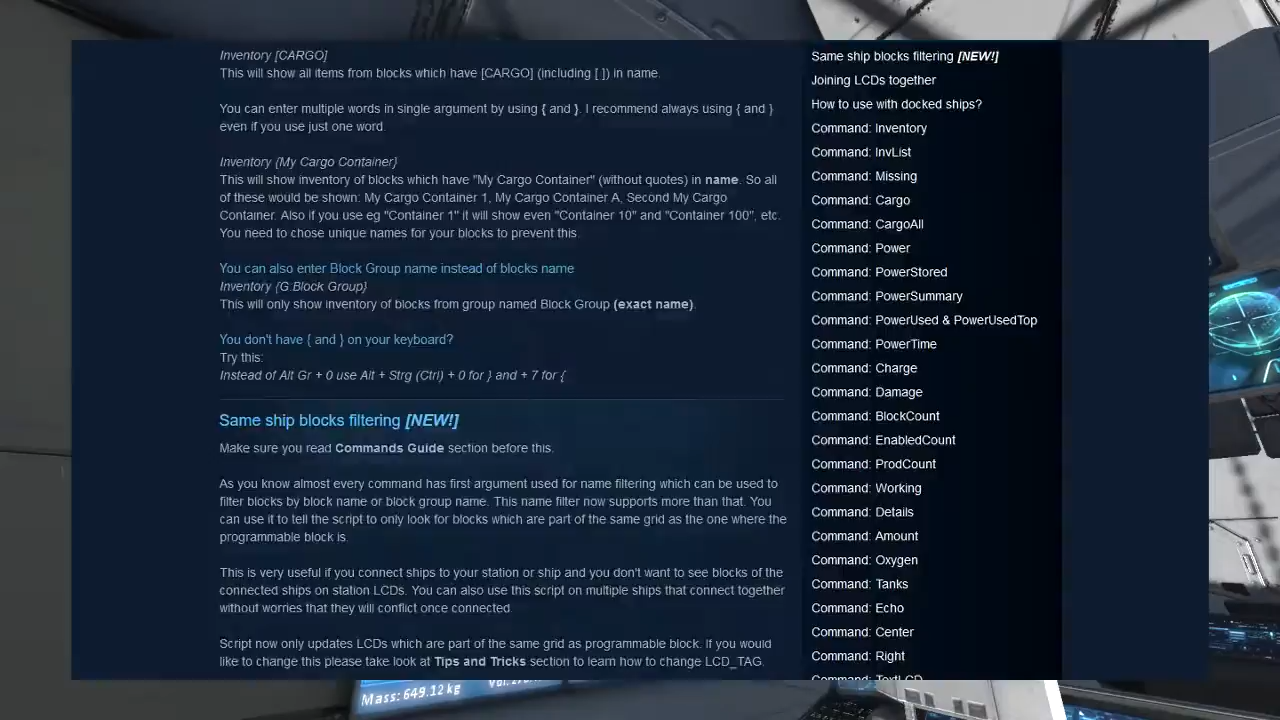 Inventory [CARGO]
This will show all items from blocks which have [CARGO] (including [ ]) in name.
You can enter multiple words in single argument by using { and }. I recommend always using { and }
even if you use just one word.
Inventory {My Cargo Container}
This will show inventory of blocks which have "My Cargo Container" (without quotes) in name. So all
of these would be shown: My Cargo Container 1, My Cargo Container A, Second My Cargo
Container. Also if you use eg "Container 1" it will show even "Container 10" and "Container 100", etc.
You need to chose unique names for your blocks to prevent this.
You can also enter Block Group name instead of blocks name
Inventory {G:Block Group}
This will only show inventory of blocks from group named Block Group (exact name).
You don't have { and } on your keyboard?
Try this:
Instead of Alt Gr + 0 use Alt + Strg (Ctrl) + 0 for } and + 7 for {
Same ship blocks filtering [NEW!]
Make sure you read Commands Guide section before this.
As you know almost every command has first argument used for name filtering which can be used to
filter blocks by block name or block group name. This name filter now supports more than that. You
can use it to tell the script to only look for blocks which are part of the same grid as the one where the
programmable block is.
This is very useful if you connect ships to your station or ship and you don't want to see blocks of the
connected ships on station LCDs. You can also use this script on multiple ships that connect together
without worries that they will conflict once connected.
Script now only updates LCDs which are part of the same grid as programmable block. If you would
like to change this please take look at Tips and Tricks section to learn how to change LCD_TAG.
Same ship blocks filtering [NEW!]
Joining LCDs together
How to use with docked ships?
Command: Inventory
Command: InvList
Command: Missing
Command: Cargo
Command: CargoAll
Command: Power
Command: PowerStored
Command: PowerSummary
Command: PowerUsed & PowerUsedTop
Command: PowerTime
Command: Charge
Command: Damage
Command: BlockCount
Command: EnabledCount
Command: ProdCount
Command: Working
Command: Details
Command: Amount
Command: Oxygen
Command: Tanks
Command: Echo
Command: Center
Command: Right
Command: TextLCD
Mass: 649.12 kg